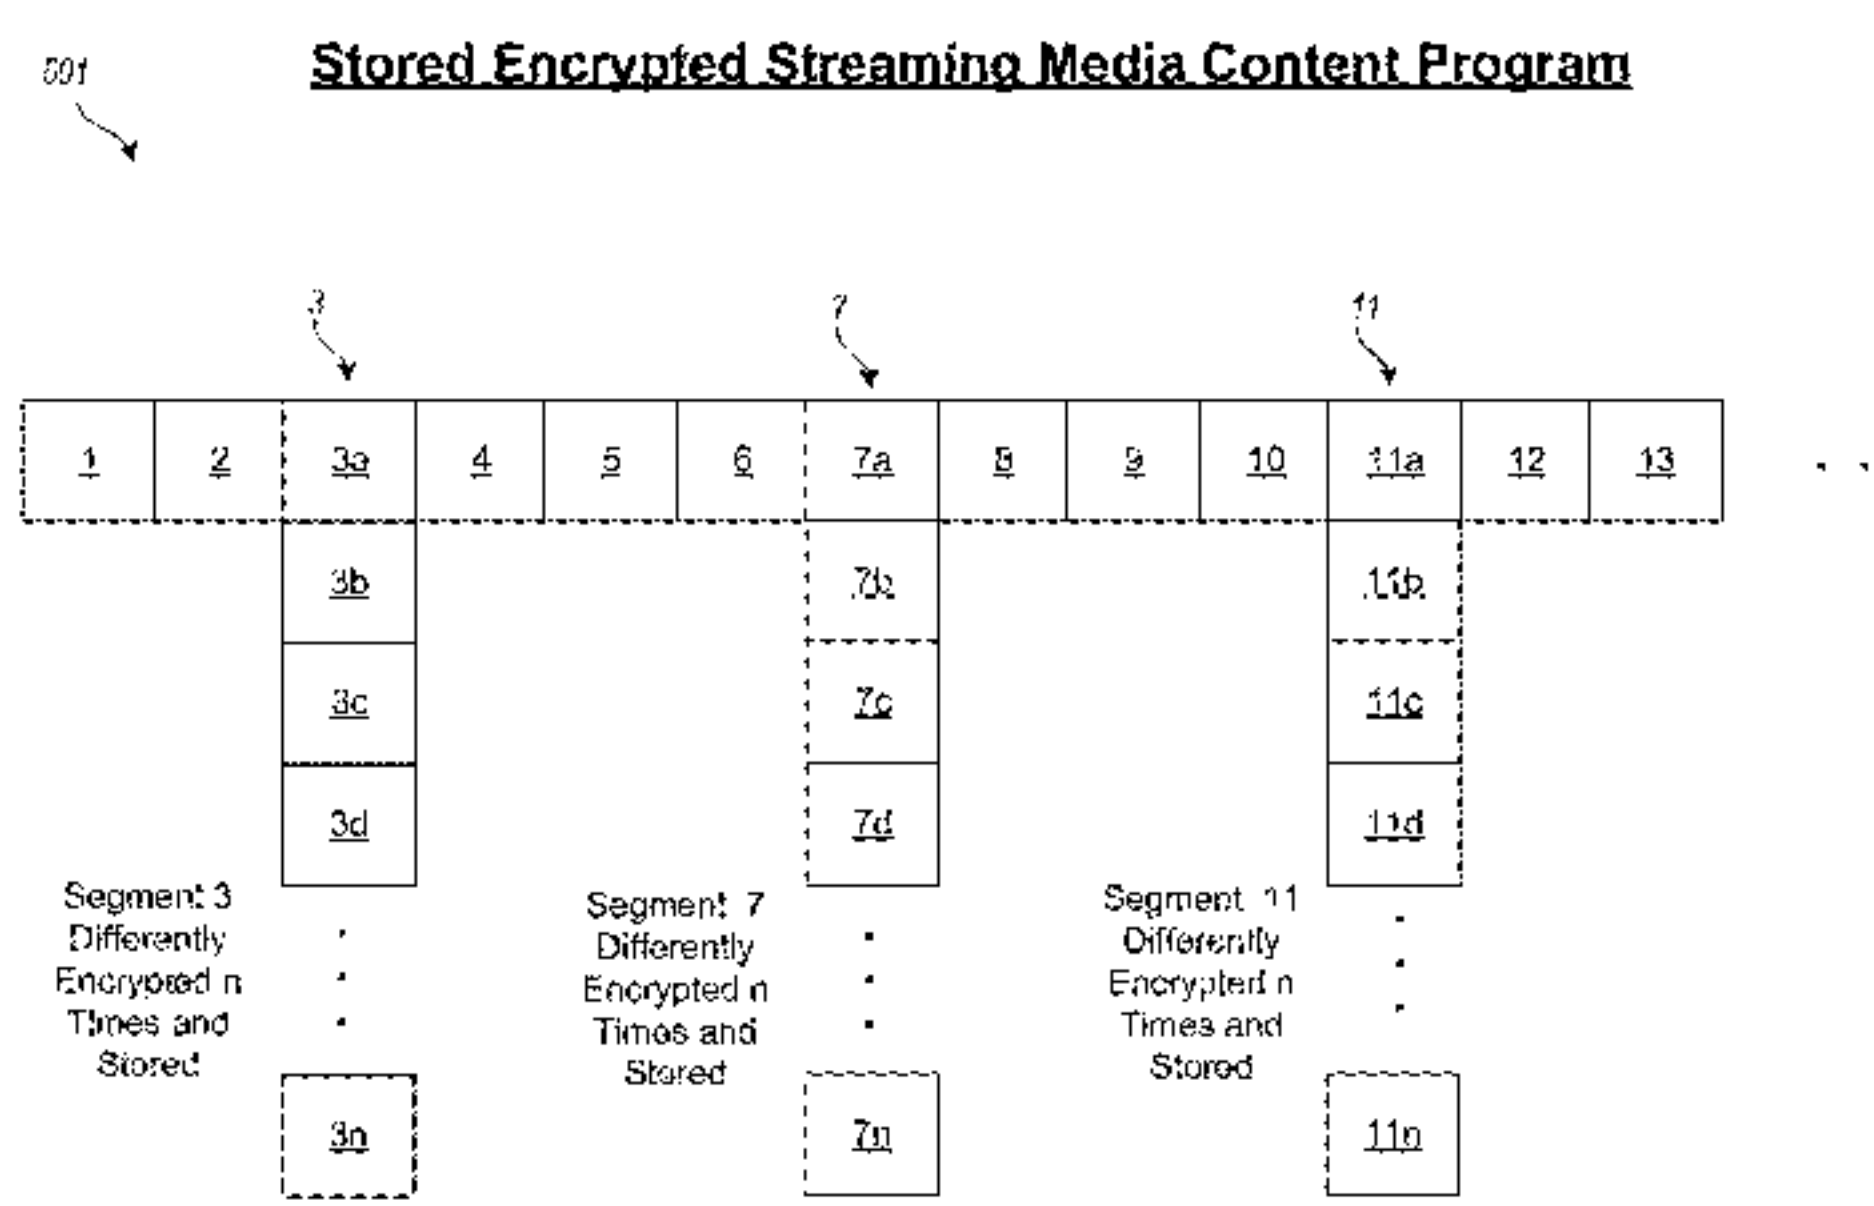 Stored Encrypted Streaming Media Content Program
501
3 7 11
1 2 3a 4 5 6 7a 8 9 10 11a 12 13 . .
3b 7b 11b
3c 7c 11c
3d 7d 11d
Segment 3
Differently
Encrypted n
Times and
Stored
Segment 7
Differently
Encrypted n
Times and
Stored
Segment 11
Differently
Encrypted n
Times and
Stored
3n 7n 11n